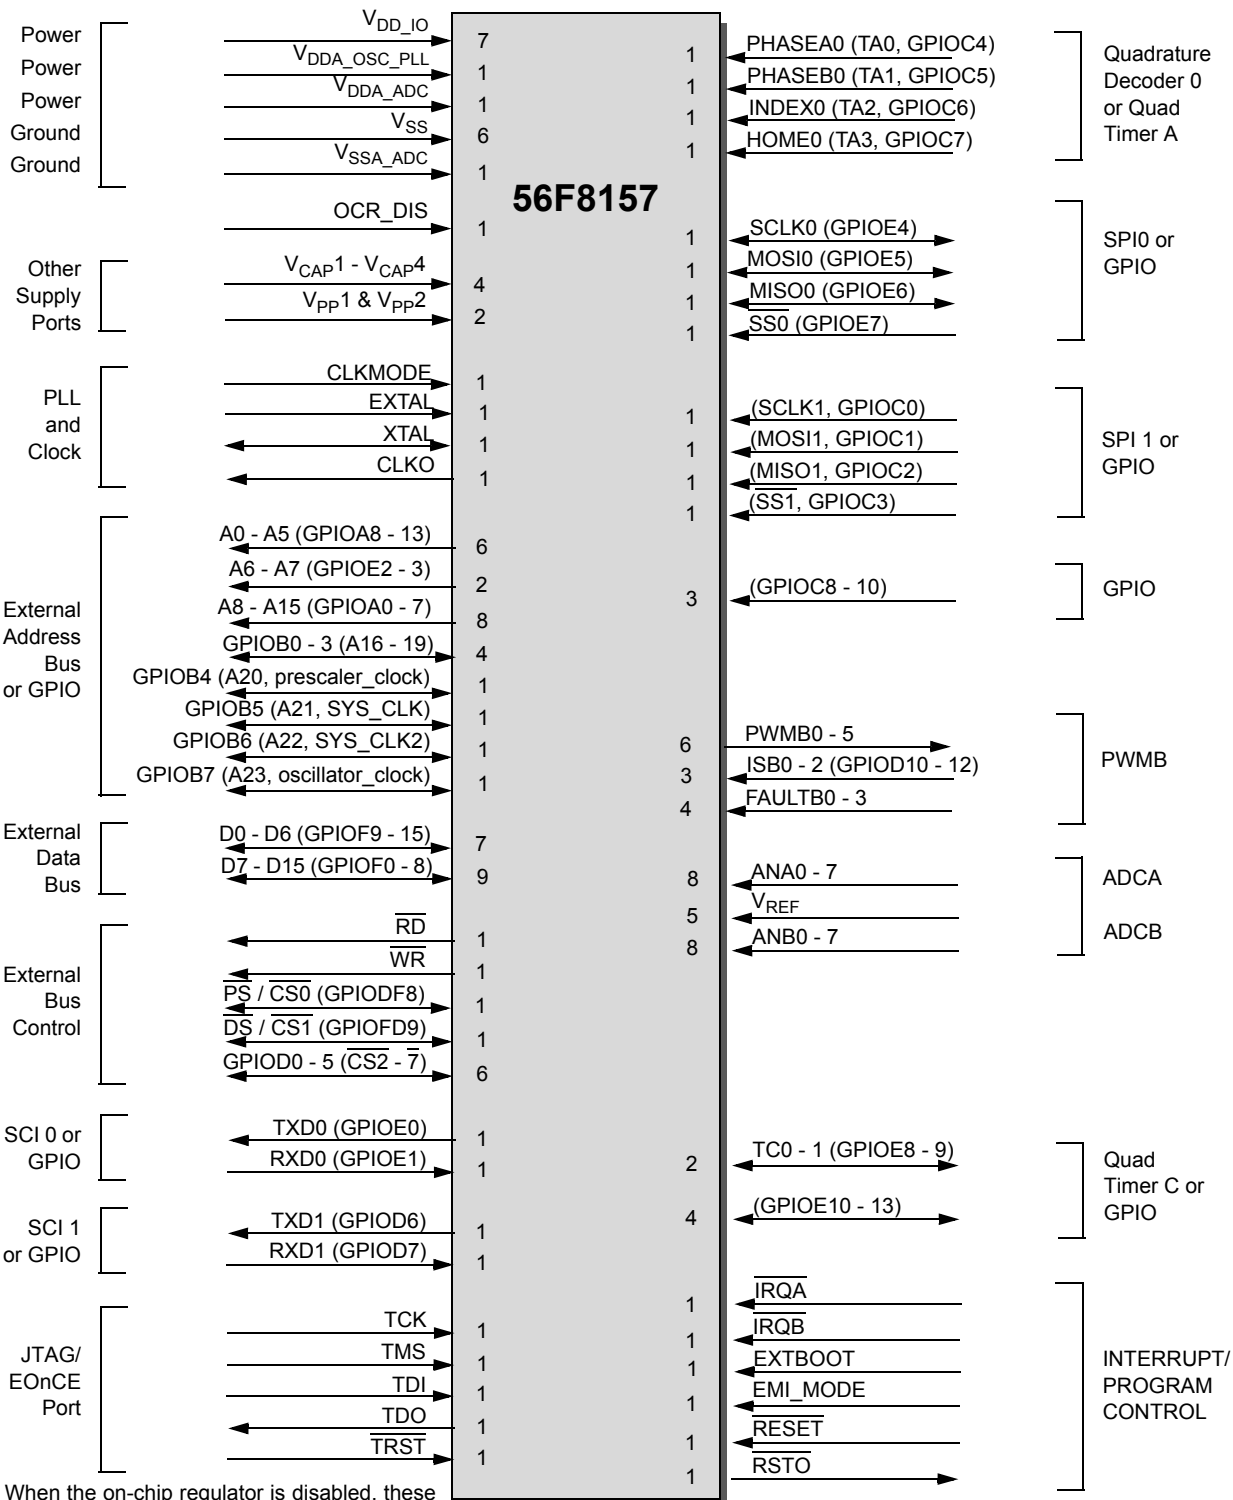 56F8157
Power
Power
Power
Ground
Ground
V_DD_IO 7
V_DDA_OSC_PLL 1
V_DDA_ADC 1
V_SS 6
V_SSA_ADC 1
OCR_DIS 1
Other
Supply
Ports
V_CAP1 - V_CAP4 4
V_PP1 & V_PP2 2
PLL
and
Clock
CLKMODE 1
EXTAL 1
XTAL 1
CLKO 1
External
Address
Bus
or GPIO
A0 - A5 (GPIOA8 - 13) 6
A6 - A7 (GPIOE2 - 3) 2
A8 - A15 (GPIOA0 - 7) 8
GPIOB0 - 3 (A16 - 19) 4
GPIOB4 (A20, prescaler_clock) 1
GPIOB5 (A21, SYS_CLK) 1
GPIOB6 (A22, SYS_CLK2) 1
GPIOB7 (A23, oscillator_clock) 1
External
Data
Bus
D0 - D6 (GPIOF9 - 15) 7
D7 - D15 (GPIOF0 - 8) 9
External
Bus
Control
RD 1
WR 1
PS / CS0 (GPIODF8) 1
DS / CS1 (GPIOFD9) 1
GPIOD0 - 5 (CS2 - 7) 6
SCI 0 or
GPIO
TXD0 (GPIOE0) 1
RXD0 (GPIOE1) 1
SCI 1
or GPIO
TXD1 (GPIOD6) 1
RXD1 (GPIOD7) 1
JTAG/
EOnCE
Port
TCK 1
TMS 1
TDI 1
TDO 1
TRST 1
When the on-chip regulator is disabled, these
1 PHASEA0 (TA0, GPIOC4)
1 PHASEB0 (TA1, GPIOC5)
1 INDEX0 (TA2, GPIOC6)
1 HOME0 (TA3, GPIOC7)
Quadrature
Decoder 0
or Quad
Timer A
1 SCLK0 (GPIOE4)
1 MOSI0 (GPIOE5)
1 MISO0 (GPIOE6)
1 SS0 (GPIOE7)
SPI0 or
GPIO
1 (SCLK1, GPIOC0)
1 (MOSI1, GPIOC1)
1 (MISO1, GPIOC2)
1 (SS1, GPIOC3)
SPI 1 or
GPIO
3 (GPIOC8 - 10)
GPIO
6 PWMB0 - 5
3 ISB0 - 2 (GPIOD10 - 12)
4 FAULTB0 - 3
PWMB
8 ANA0 - 7
5 V_REF
8 ANB0 - 7
ADCA
ADCB
2 TC0 - 1 (GPIOE8 - 9)
4 (GPIOE10 - 13)
Quad
Timer C or
GPIO
1 IRQA
1 IRQB
1 EXTBOOT
1 EMI_MODE
1 RESET
1 RSTO
INTERRUPT/
PROGRAM
CONTROL